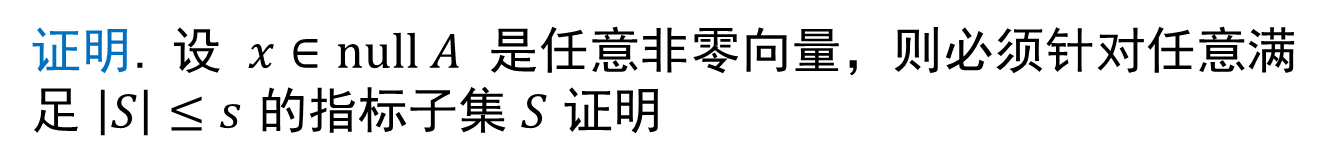 证明. 设 x ∈ null A 是任意非零向量，则必须针对任意满
足 |S| ≤ s 的指标子集 S 证明